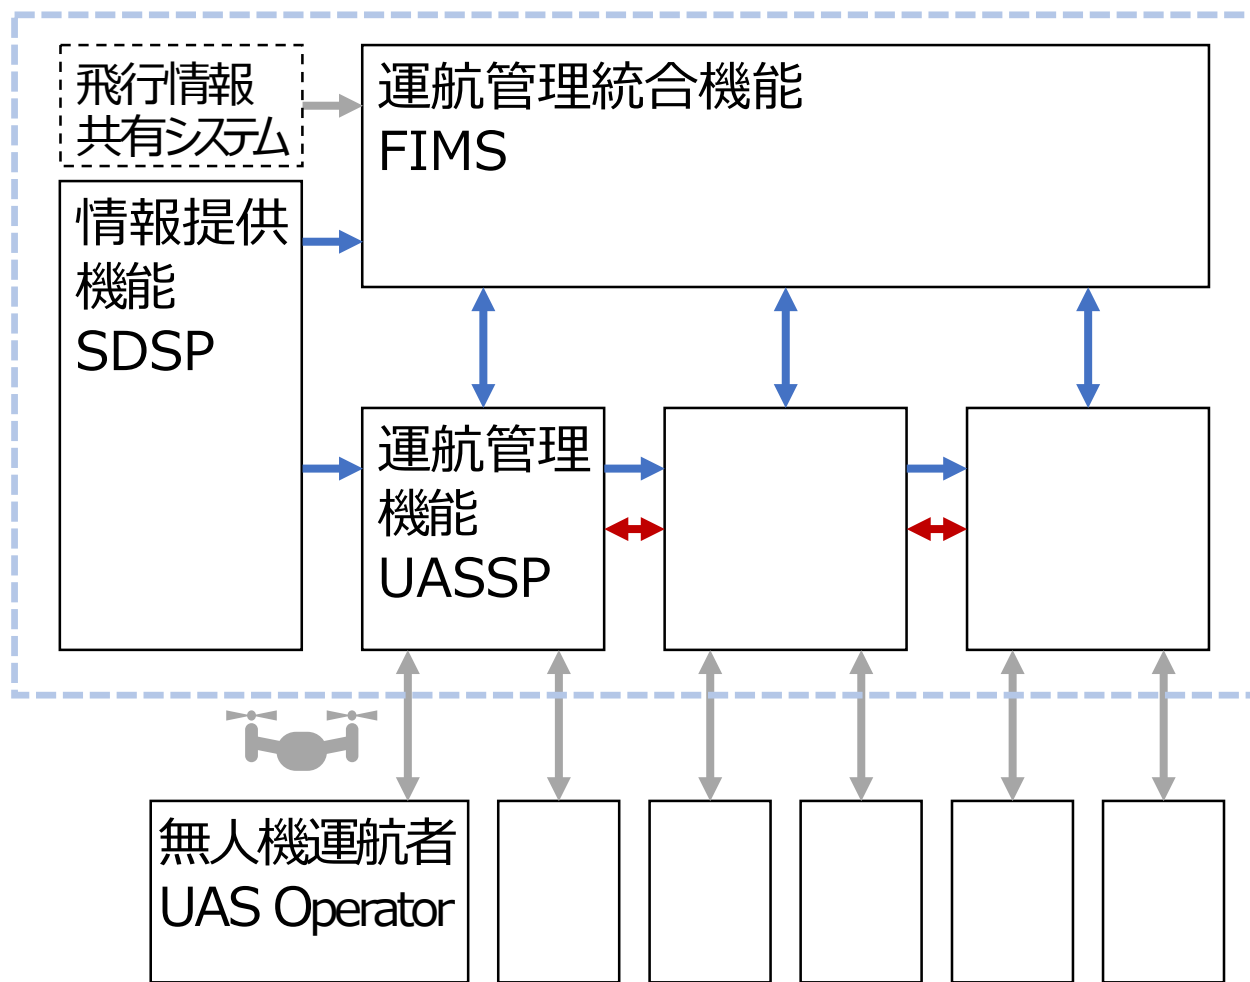 飛行情報
共有システム
運航管理統合機能
FIMS
情報提供
機能
SDSP
運航管理
機能
UASSP
無人機運航者
UAS Operator